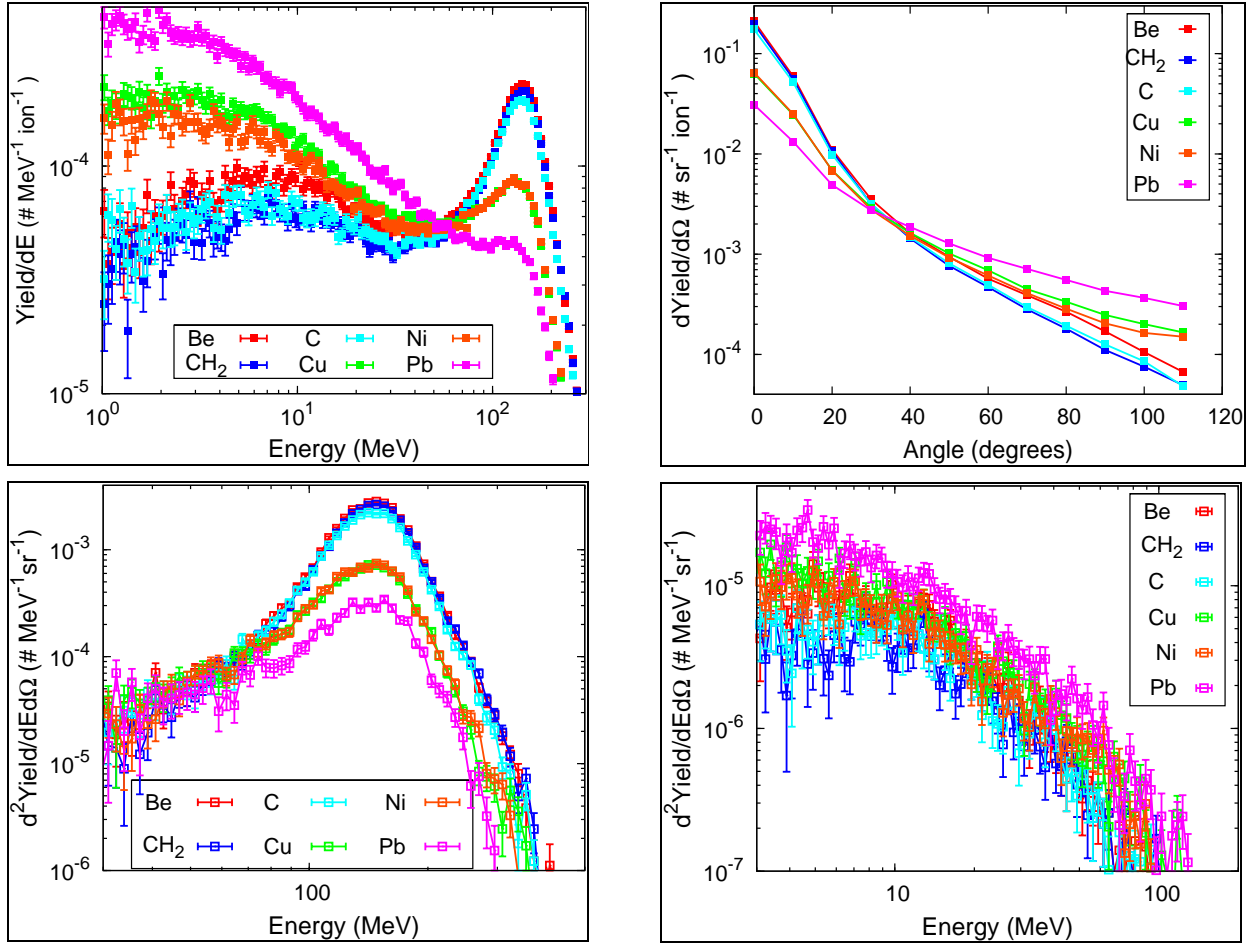 Yield/dE (# MeV⁻¹ ion⁻¹)
10⁻⁴
10⁻⁵
Be C Ni
CH₂ Cu Pb
10⁰ 10¹ 10²
Energy (MeV)
dYield/dΩ (# sr⁻¹ ion⁻¹)
10⁻¹
10⁻²
10⁻³
10⁻⁴
Be
CH₂
C
Cu
Ni
Pb
0 20 40 60 80 100 120
Angle (degrees)
d²Yield/dEdΩ (# MeV⁻¹sr⁻¹)
10⁻³
10⁻⁴
10⁻⁵
10⁻⁶
Be C Ni
CH₂ Cu Pb
100
Energy (MeV)
d²Yield/dEdΩ (# MeV⁻¹sr⁻¹)
10⁻⁵
10⁻⁶
10⁻⁷
Be
CH₂
C
Cu
Ni
Pb
10 100
Energy (MeV)